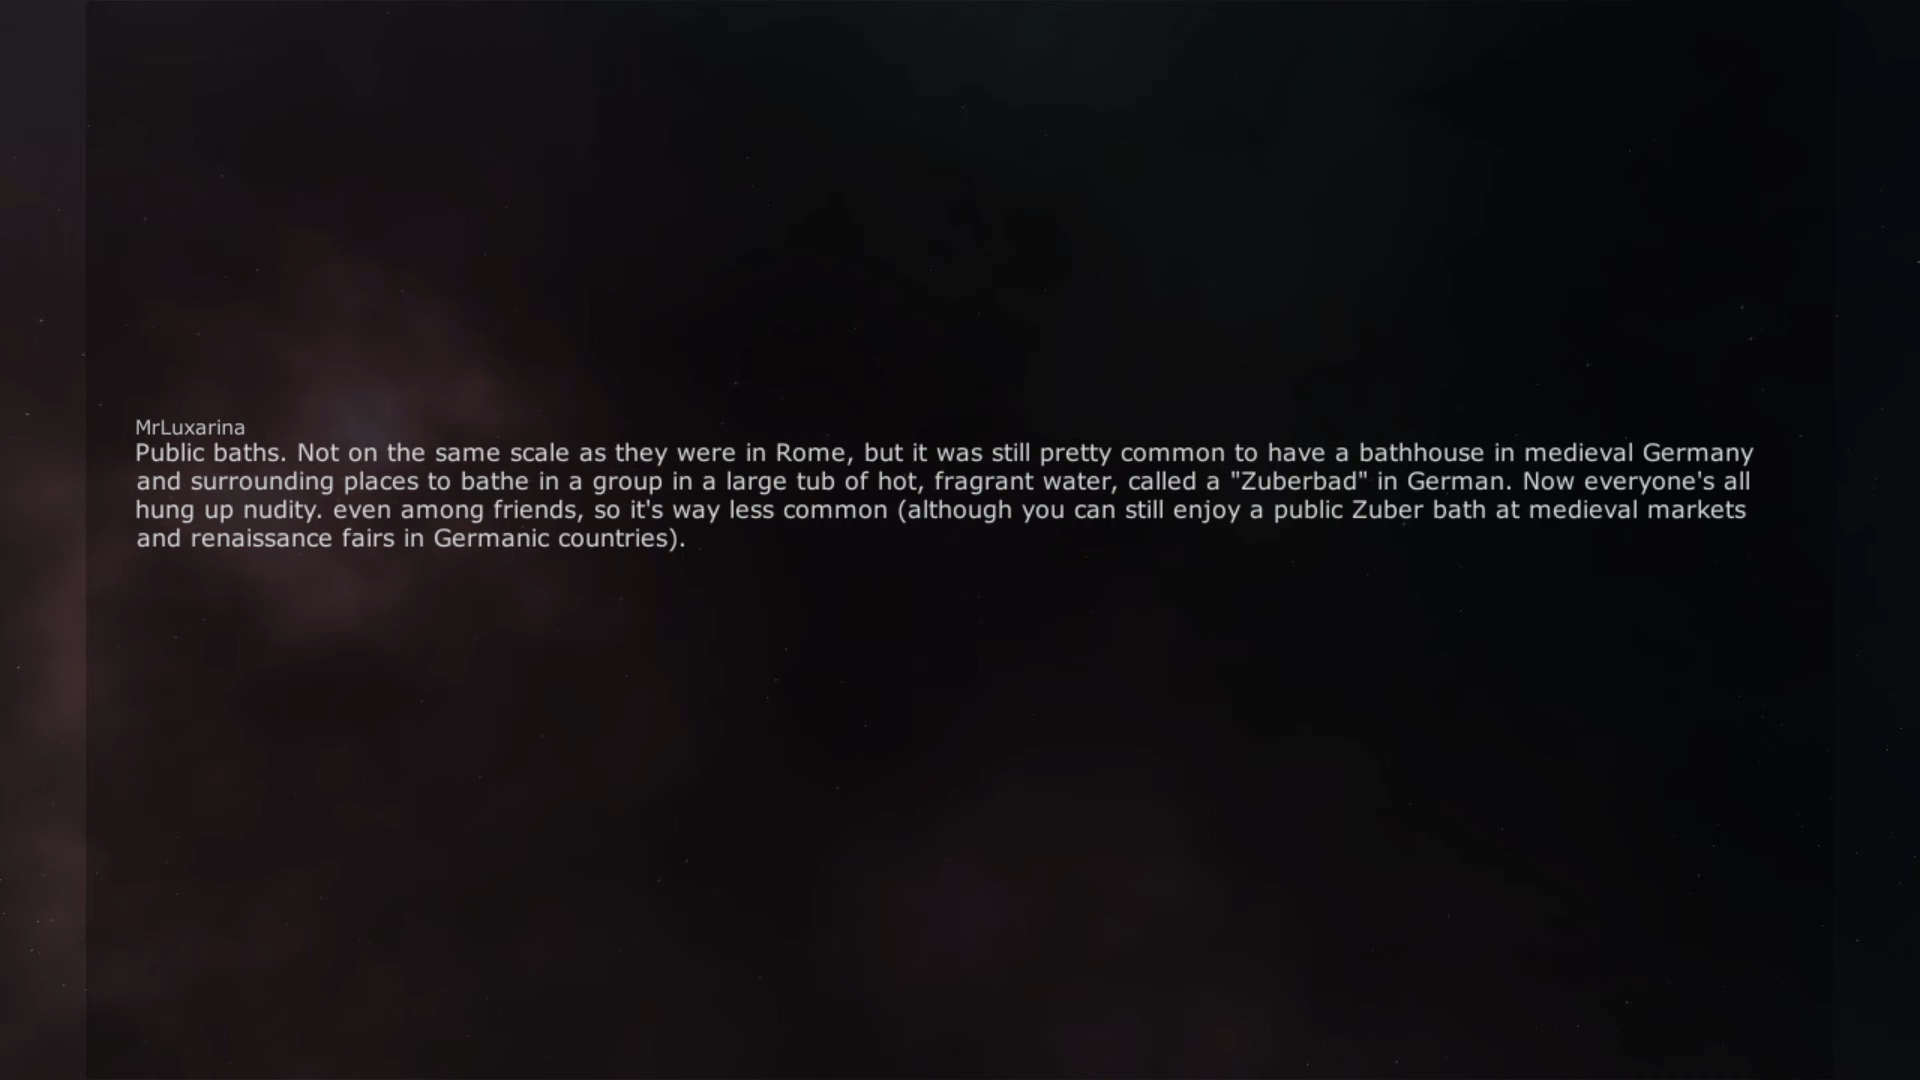 MrLuxarina
Public baths. Not on the same scale as they were in Rome, but it was still pretty common to have a bathhouse in medieval Germany
and surrounding places to bathe in a group in a large tub of hot, fragrant water, called a "Zuberbad" in German. Now everyone's all
hung up nudity. even among friends, so it's way less common (although you can still enjoy a public Zuber bath at medieval markets
and renaissance fairs in Germanic countries).